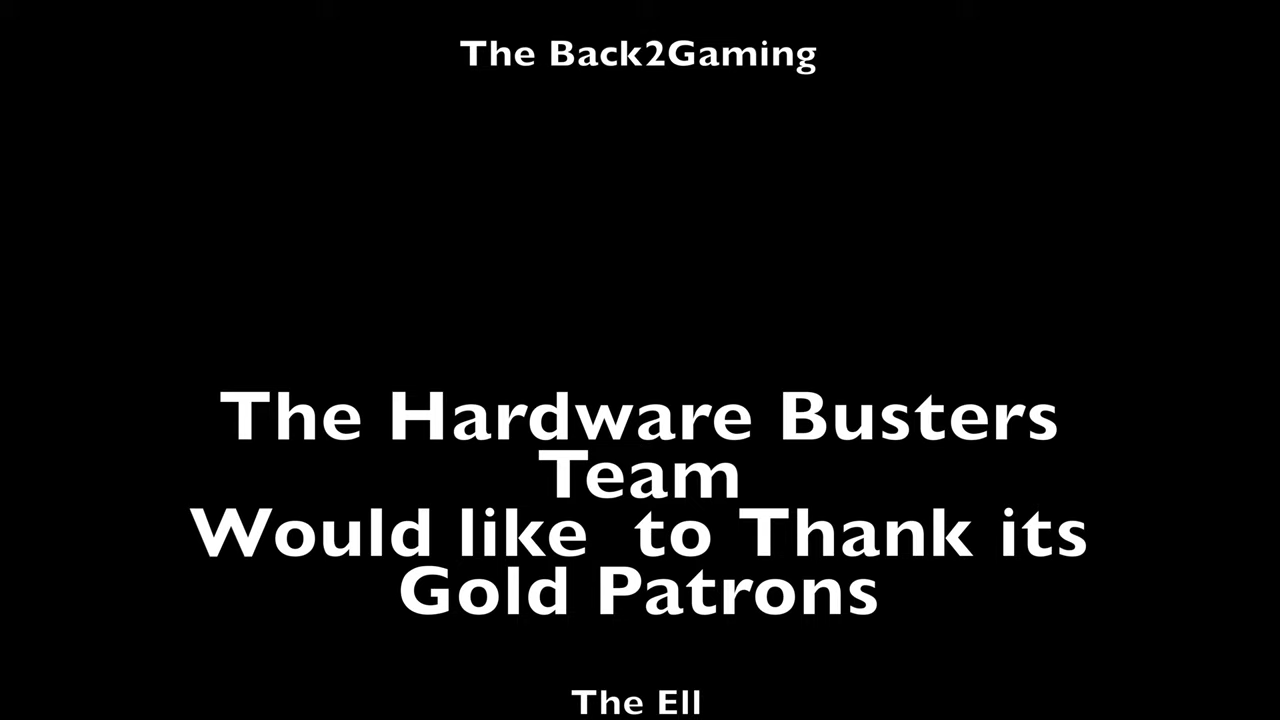 The Back2Gaming
The Hardware Busters
Team
Would like  to Thank its
Gold Patrons
The Ell